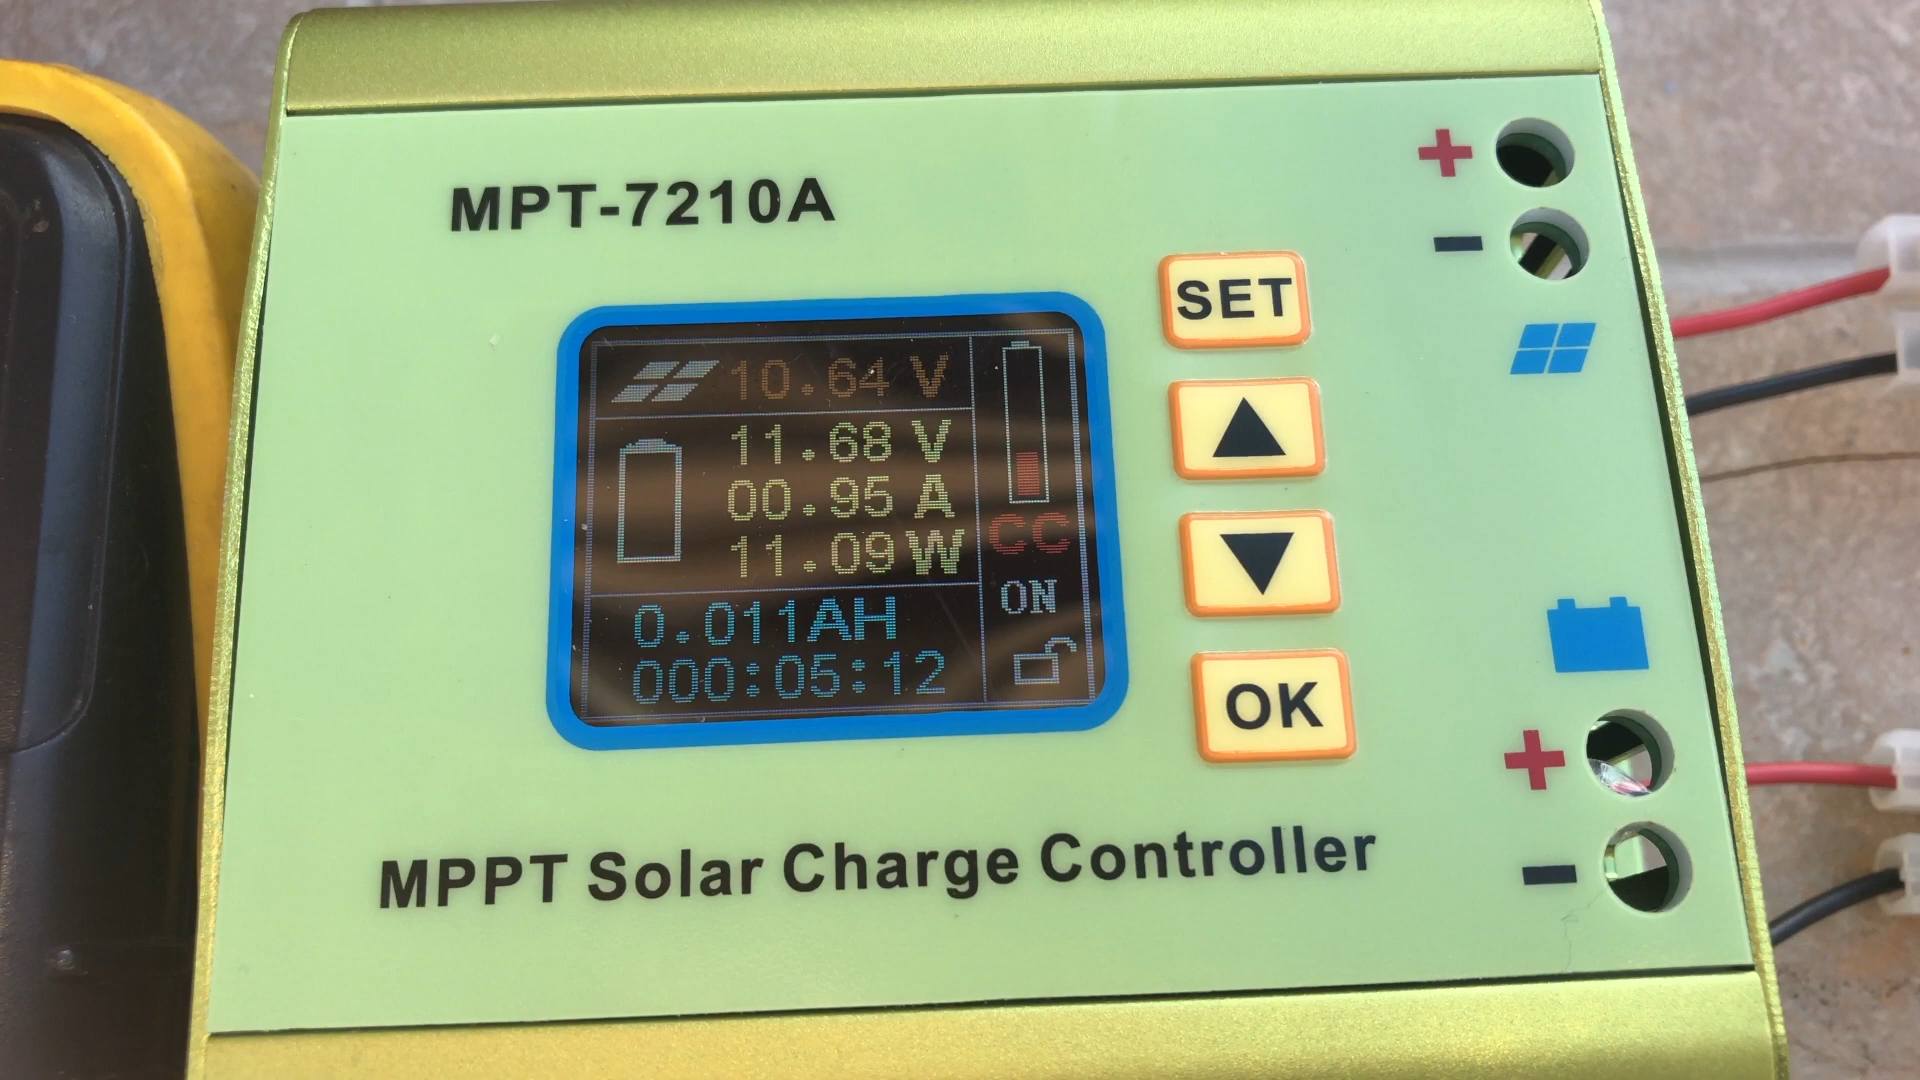 MPT-7210A
10.64 V
11.68 V
00.95 A
11.09 W
0.011AH
000:05:12
CC
ON
SET
OK
+
-
+
-
MPPT Solar Charge Controller